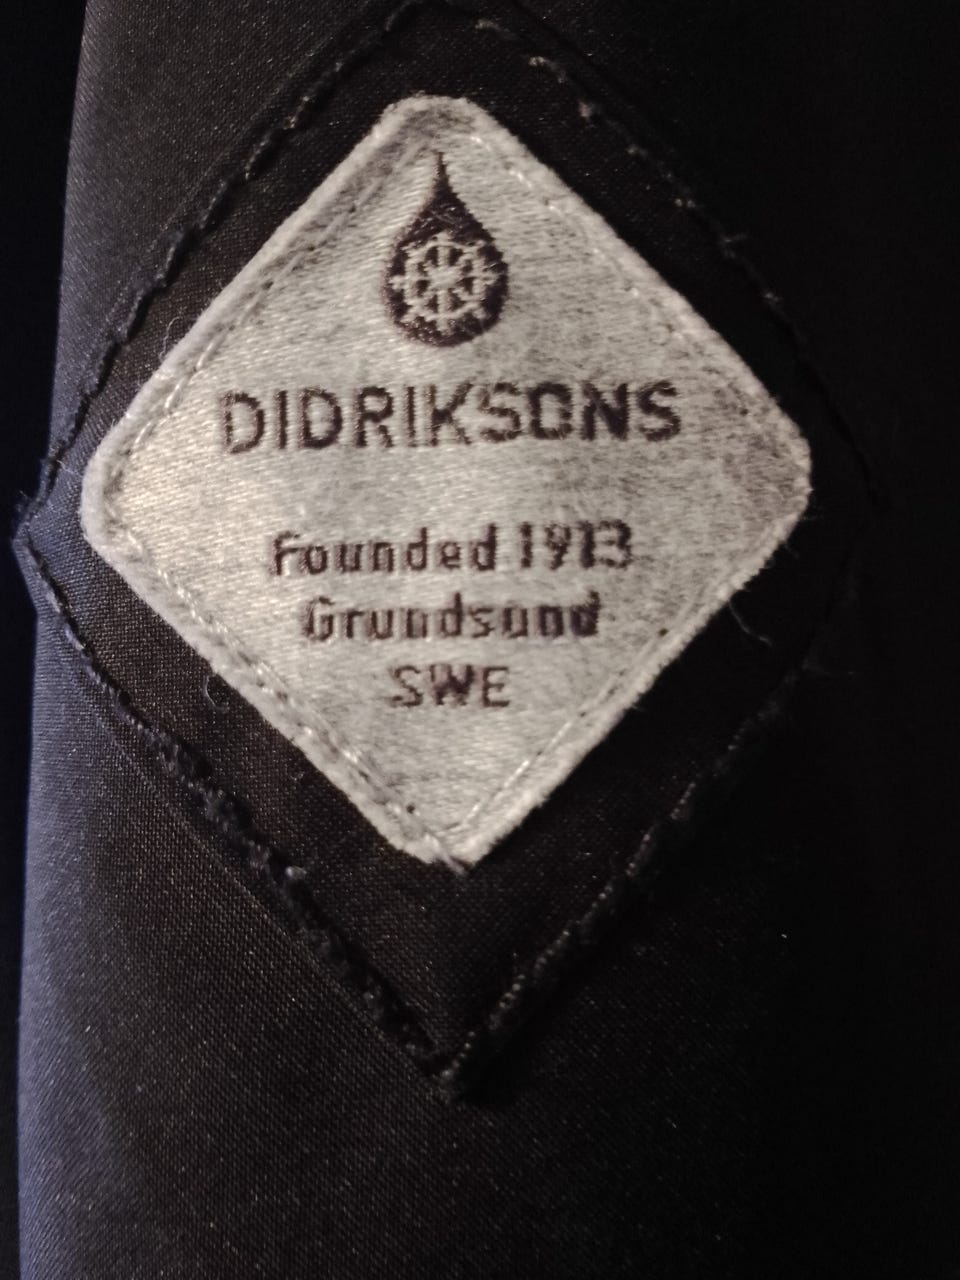 DIDRIKSONS
Founded 1913
Grundsund
SWE